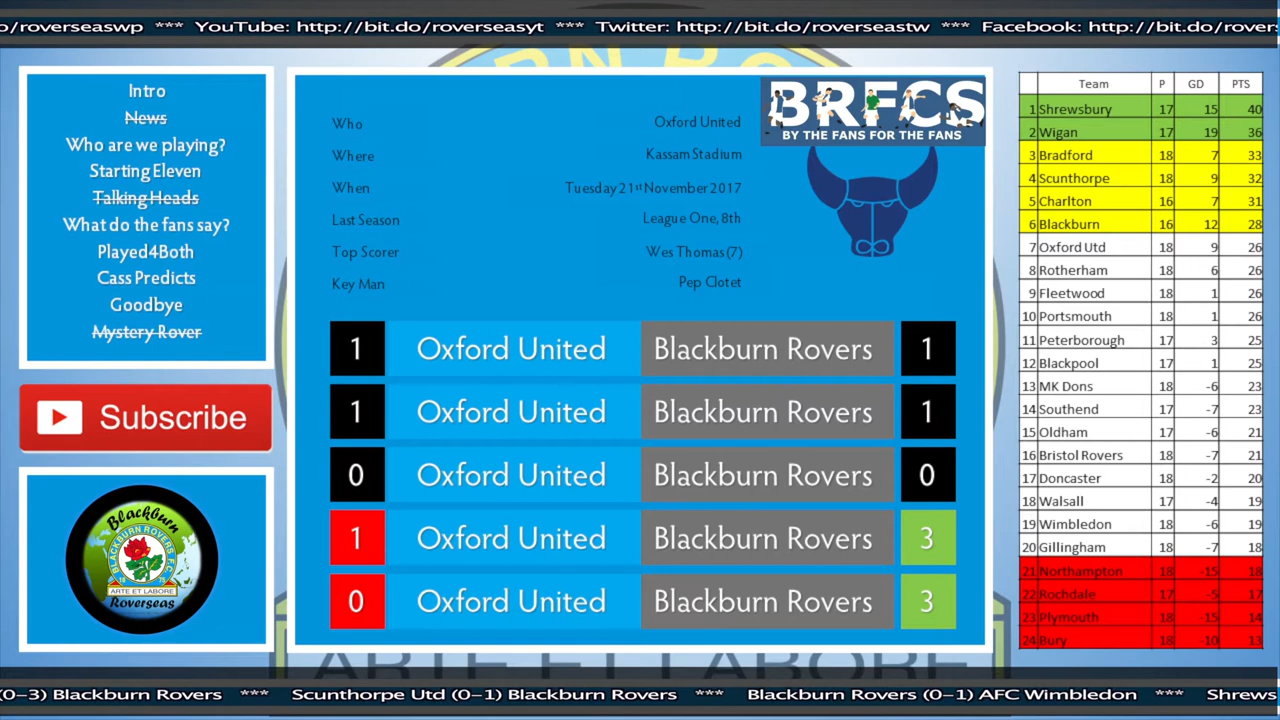 o/roverseaswp *** YouTube: http://bit.do/roverseasyt *** Twitter: http://bit.do/roverseastw *** Facebook: http://bit.do/rovers
Intro
News
Who are we playing?
Starting Eleven
Talking Heads
What do the fans say?
Played4Both
Cass Predicts
Goodbye
Mystery Rover
Subscribe
Blackburn
BLACKBURN ROVERS F.C.
1875
ARTE ET LABORE
Roverseas
BRFCS
BY THE FANS FOR THE FANS
Who Oxford United
Where Kassam Stadium
When Tuesday 21st November 2017
Last Season League One, 8th
Top Scorer Wes Thomas (7)
Key Man Pep Clotet
1 Oxford United Blackburn Rovers 1
1 Oxford United Blackburn Rovers 1
0 Oxford United Blackburn Rovers 0
1 Oxford United Blackburn Rovers 3
0 Oxford United Blackburn Rovers 3
Team P GD PTS
1 Shrewsbury 17 15 40
2 Wigan 17 19 36
3 Bradford 18 7 33
4 Scunthorpe 18 9 32
5 Charlton 16 7 31
6 Blackburn 16 12 28
7 Oxford Utd 18 9 26
8 Rotherham 18 6 26
9 Fleetwood 18 1 26
10 Portsmouth 18 1 26
11 Peterborough 17 3 25
12 Blackpool 17 1 25
13 MK Dons 18 -6 23
14 Southend 17 -7 23
15 Oldham 17 -6 21
16 Bristol Rovers 18 -7 21
17 Doncaster 18 -2 20
18 Walsall 17 -4 19
19 Wimbledon 18 -6 19
20 Gillingham 18 -7 18
21 Northampton 18 -15 18
22 Rochdale 17 -5 17
23 Plymouth 18 -15 14
24 Bury 18 -10 13
ARTE ET LABORE
(0-3) Blackburn Rovers *** Scunthorpe Utd (0-1) Blackburn Rovers *** Blackburn Rovers (0-1) AFC Wimbledon *** Shrews